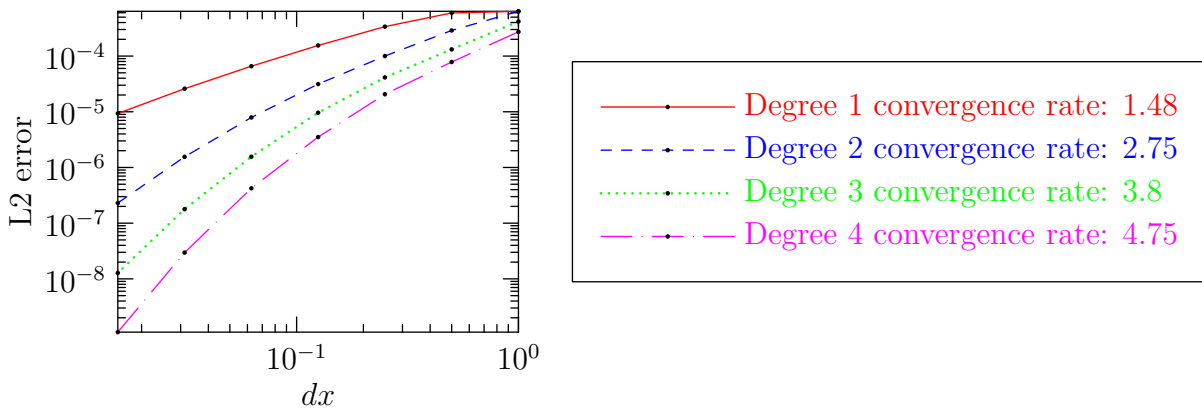 10⁻⁴
10⁻⁵
10⁻⁶
10⁻⁷
10⁻⁸
L2 error
10⁻¹ 10⁰
dx
Degree 1 convergence rate: 1.48
Degree 2 convergence rate: 2.75
Degree 3 convergence rate: 3.8
Degree 4 convergence rate: 4.75